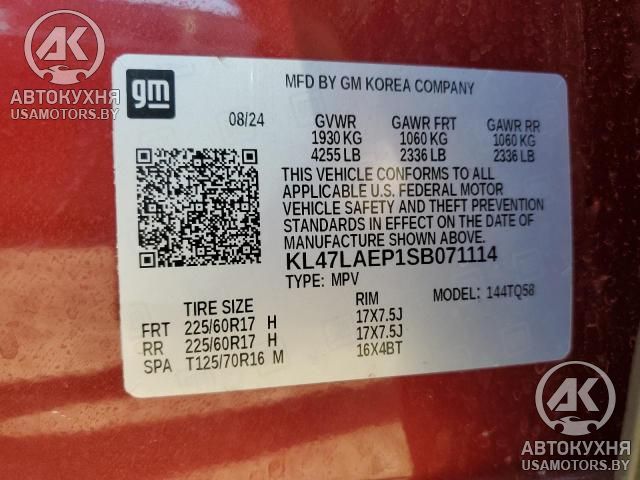 AK
АВТОКУХНЯ
USAMOTORS.BY
gm
MFD BY GM KOREA COMPANY
08/24 GVWR GAWR FRT GAWR RR
1930 KG 1060 KG 1060 KG
4255 LB 2336 LB 2336 LB
THIS VEHICLE CONFORMS TO ALL
APPLICABLE U.S. FEDERAL MOTOR
VEHICLE SAFETY AND THEFT PREVENTION
STANDARDS IN EFFECT ON THE DATE OF
MANUFACTURE SHOWN ABOVE.
KL47LAEP1SB071114
TYPE: MPV MODEL: 144TQ58
TIRE SIZE RIM
FRT 225/60R17 H 17X7.5J
RR 225/60R17 H 17X7.5J
SPA T125/70R16 M 16X4BT
AK
АВТОКУХНЯ
USAMOTORS.BY